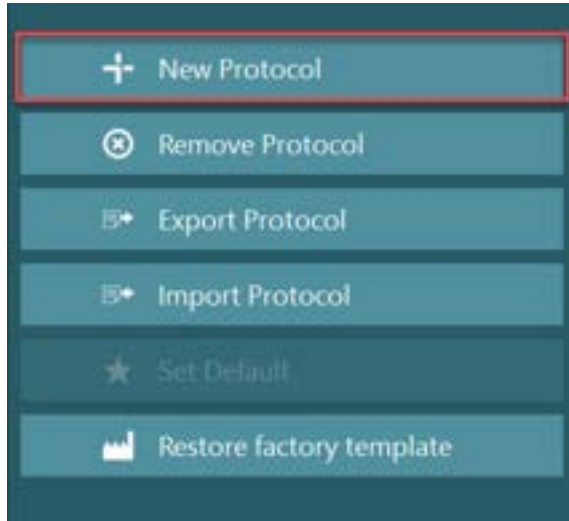 New Protocol
Remove Protocol
Export Protocol
Import Protocol
Set Default
Restore factory template